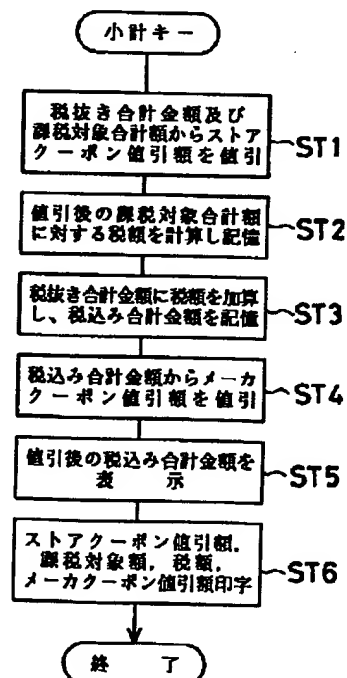 小計キー
税抜き合計金額及び
課税対象合計額からストア
クーポン値引額を値引
ST1
値引後の課税対象合計額
に対する税額を計算し記憶
ST2
税抜き合計金額に税額を加算
し、税込み合計金額を記憶
ST3
税込み合計金額からメーカ
クーポン値引額を値引
ST4
値引後の税込み合計金額を
表 示
ST5
ストアクーポン値引額,
課税対象額, 税額,
メーカクーポン値引額印字
ST6
終 了